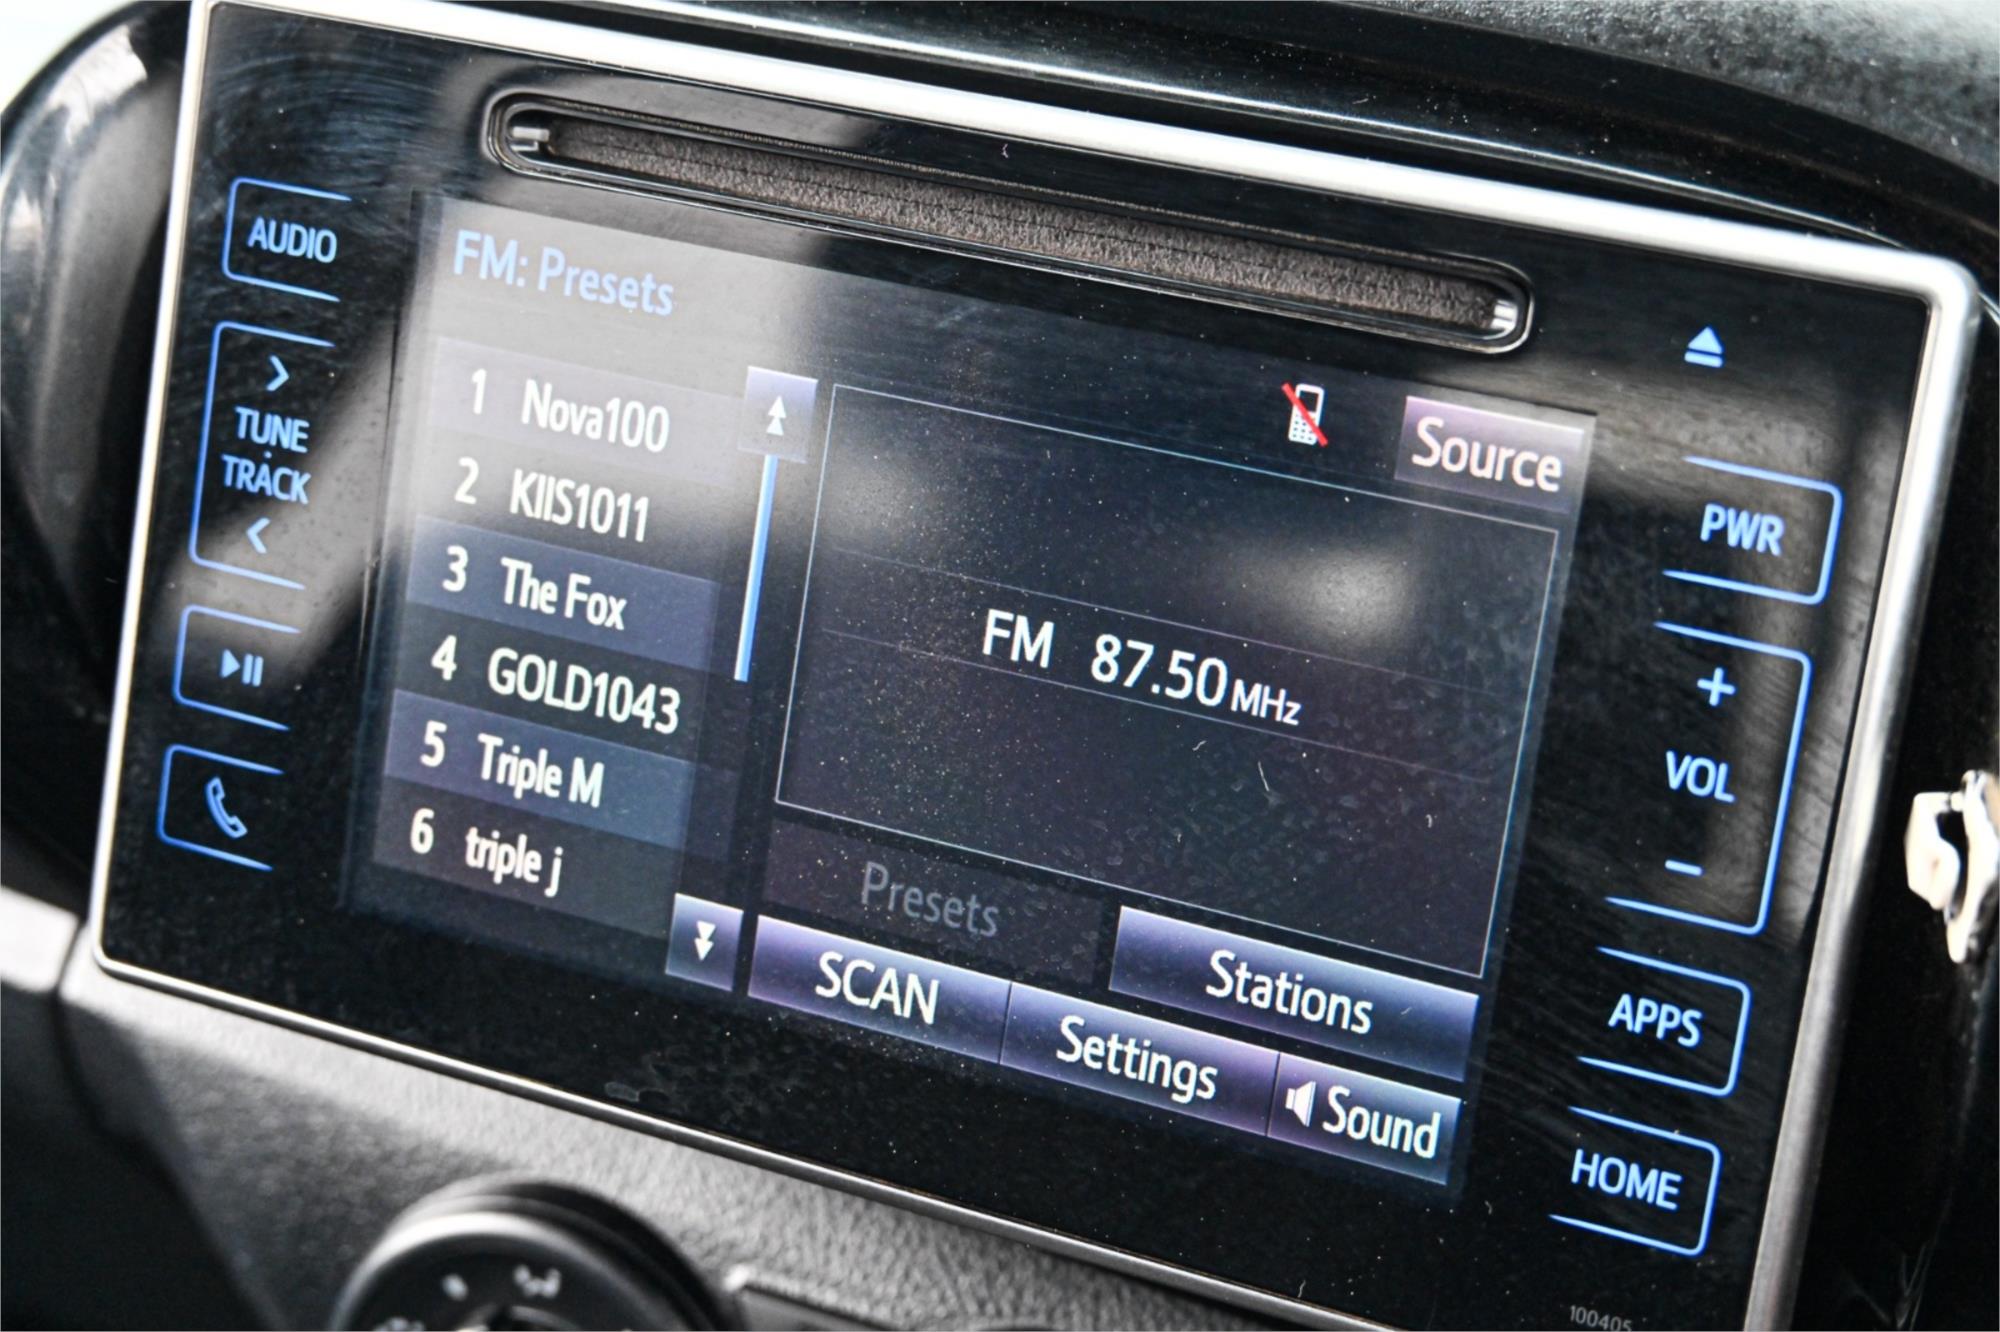 AUDIO
TUNE
TRACK
FM: Presets
1 Nova100
2 KIIS1011
3 The Fox
4 GOLD1043
5 Triple M
6 triple j
Source
FM 87.50 MHz
Presets
Stations
SCAN
Settings
Sound
PWR
+
VOL
−
APPS
HOME
100405